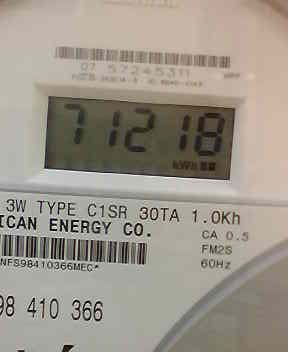 07 57245311
71218
kWh
3W TYPE C1SR 30TA 1.0Kh
ICAN ENERGY CO.
CA 0.5
FM2S
NFS98410366MEC*
60Hz
98 410 366